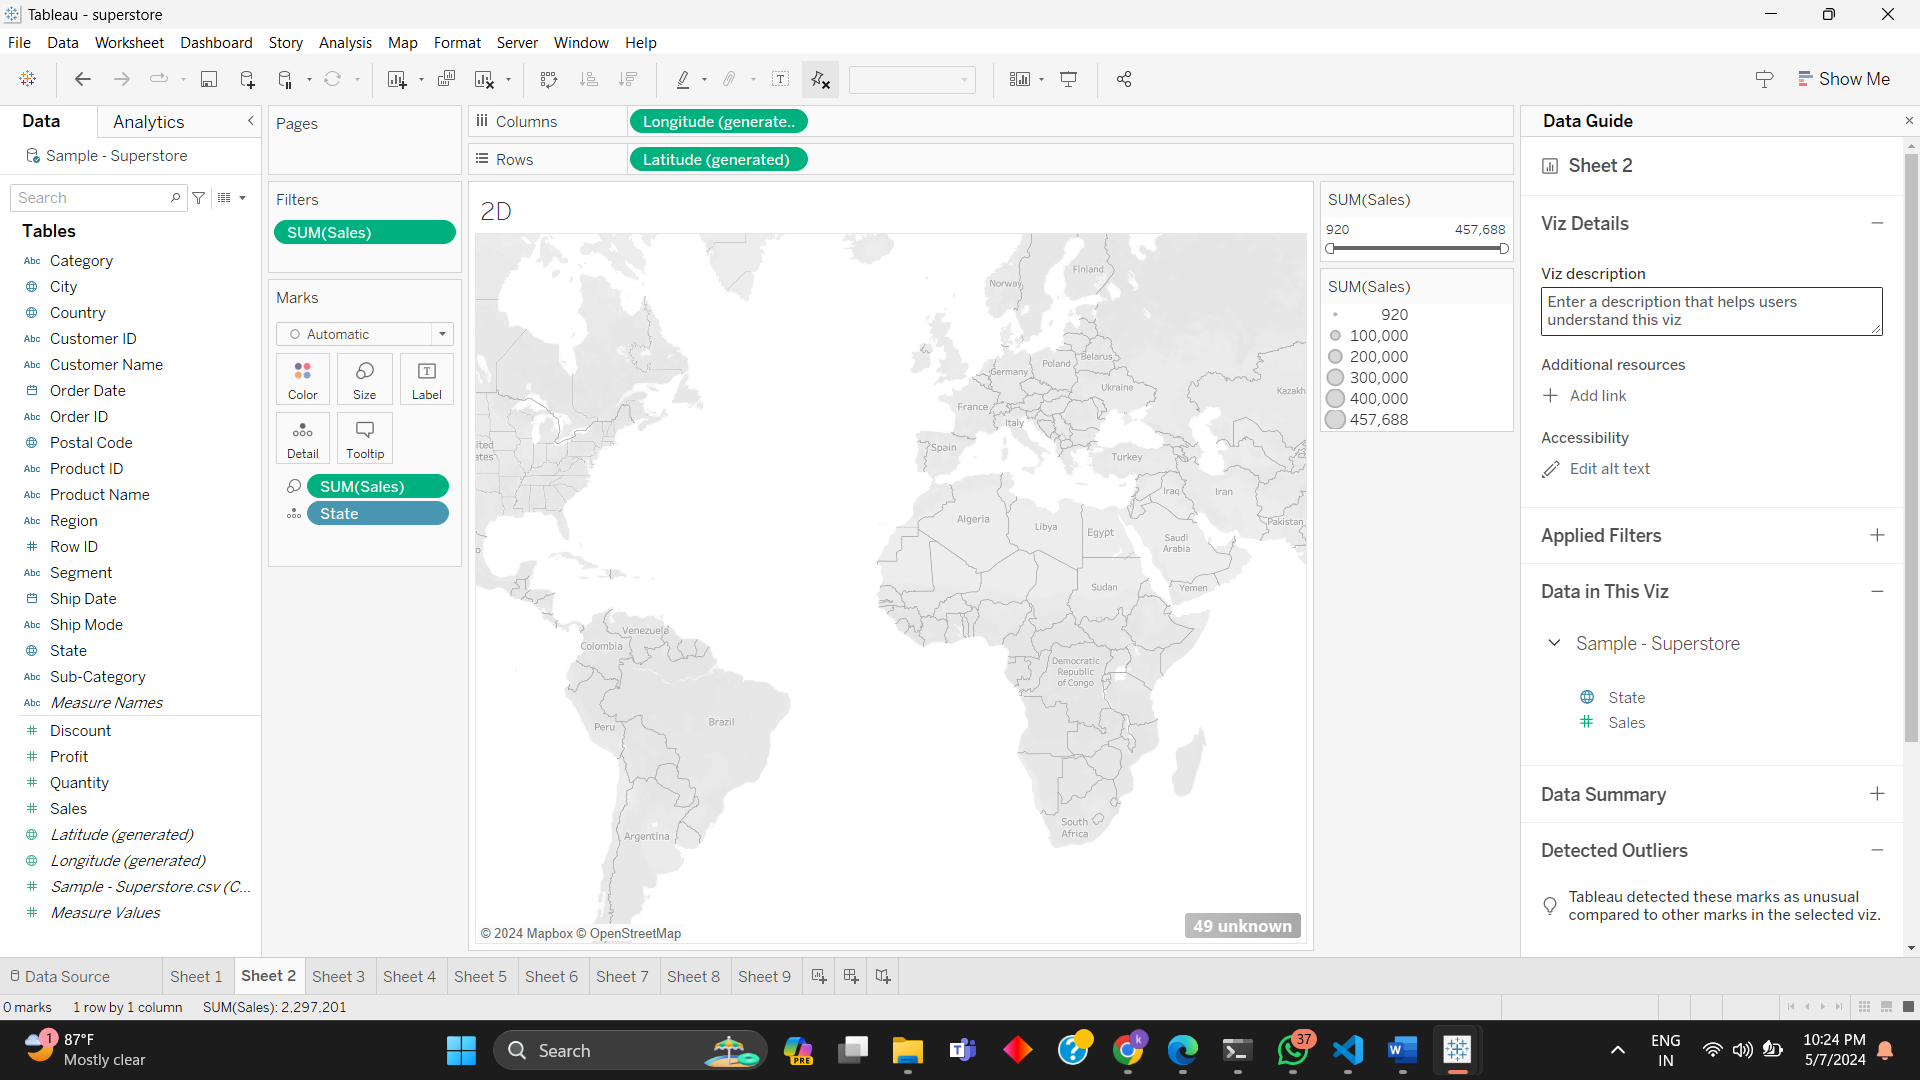 Tableau - superstore
File Data Worksheet Dashboard Story Analysis Map Format Server Window Help
Show Me
Data Analytics
Sample - Superstore
Search
Tables
Abc Category
City
Country
Abc Customer ID
Abc Customer Name
Order Date
Abc Order ID
Postal Code
Abc Product ID
Abc Product Name
Abc Region
# Row ID
Abc Segment
Ship Date
Abc Ship Mode
State
Abc Sub-Category
Abc Measure Names
# Discount
# Profit
# Quantity
# Sales
Latitude (generated)
Longitude (generated)
# Sample - Superstore.csv (C...
# Measure Values
Pages
Filters
SUM(Sales)
Marks
Automatic
Color Size Label
Detail Tooltip
SUM(Sales)
State
Columns Longitude (generate..
Rows Latitude (generated)
2D
Finland
Norway
Belarus
Poland
Germany
Ukraine
Kazakh
France
Italy
ited
tes
Spain
Turkey
Iraq
Iran
Algeria
Libya
Egypt
Pakistan
Saudi
Arabia
Sudan
Yemen
Venezuela
Colombia
Democratic
Republic
of Congo
Peru
Brazil
South
Africa
Argentina
49 unknown
© 2024 Mapbox © OpenStreetMap
SUM(Sales)
920 457,688
SUM(Sales)
920
100,000
200,000
300,000
400,000
457,688
Data Guide
Sheet 2
Viz Details
Viz description
Enter a description that helps users
understand this viz
Additional resources
Add link
Accessibility
Edit alt text
Applied Filters
Data in This Viz
Sample - Superstore
State
# Sales
Data Summary
Detected Outliers
Tableau detected these marks as unusual
compared to other marks in the selected viz.
Data Source Sheet 1 Sheet 2 Sheet 3 Sheet 4 Sheet 5 Sheet 6 Sheet 7 Sheet 8 Sheet 9
0 marks 1 row by 1 column SUM(Sales): 2,297,201
1
87°F
Mostly clear
Search
PRE
k
37
ENG
IN
10:24 PM
5/7/2024